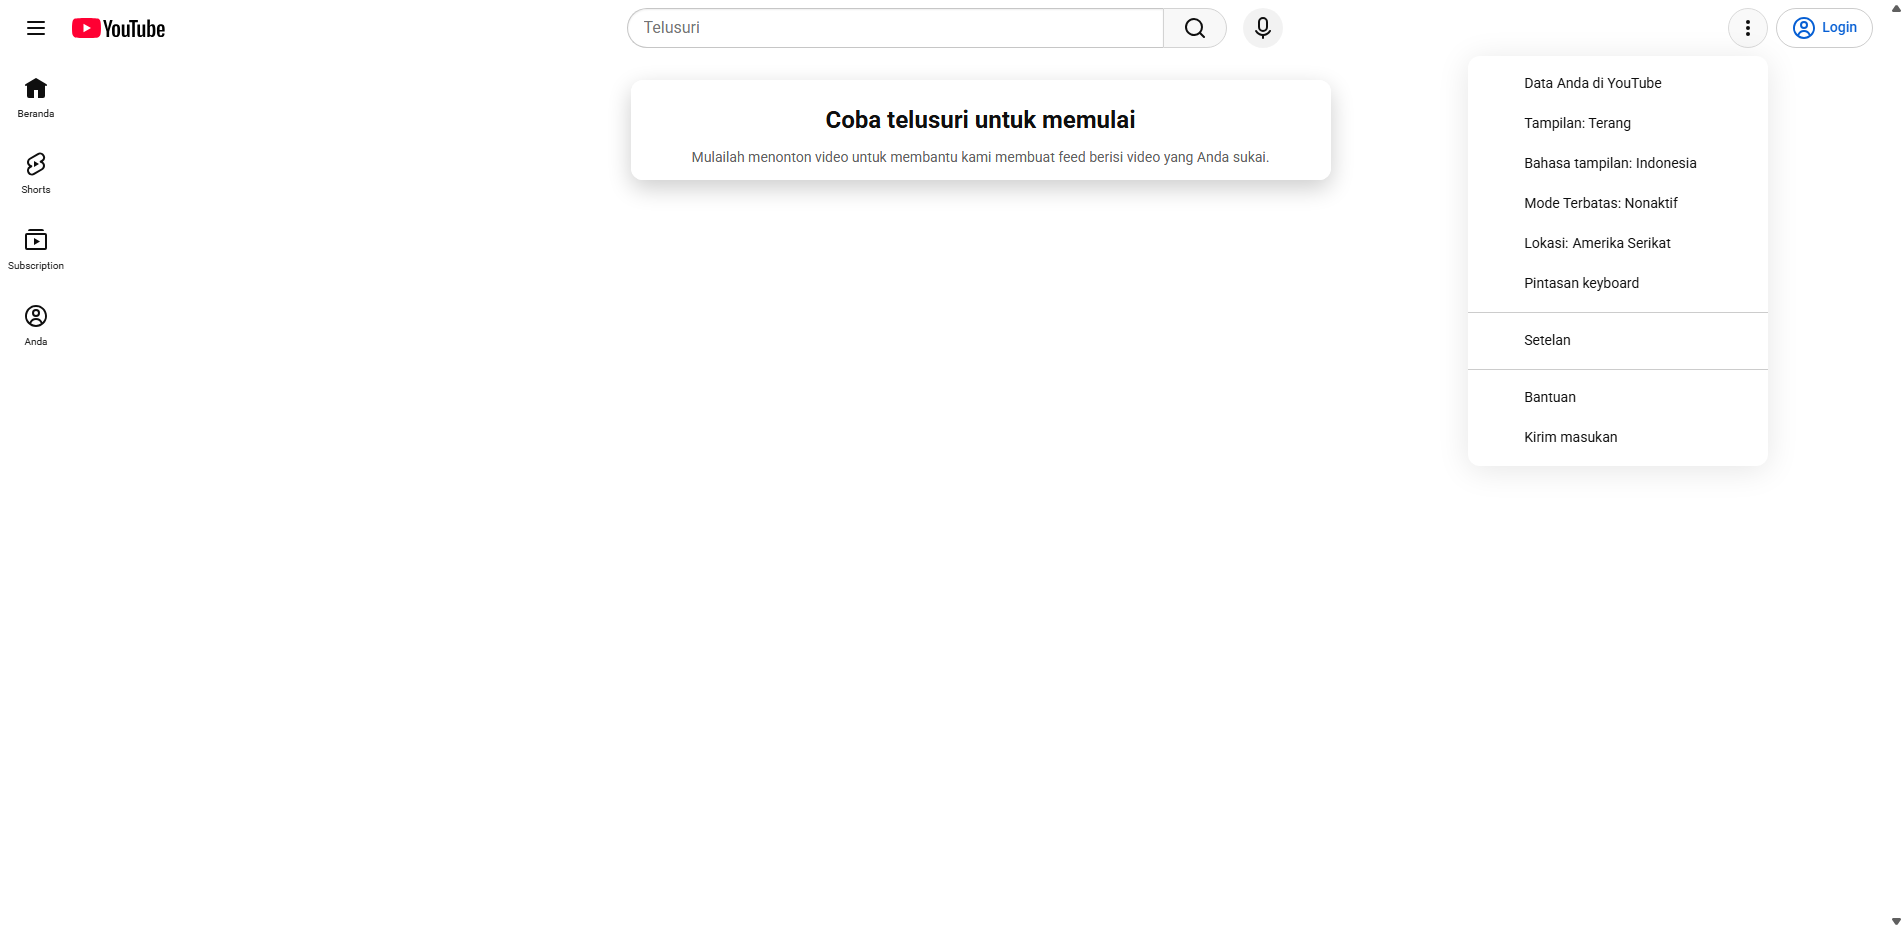 YouTube
Telusuri
Login
Beranda
Shorts
Subscription
Anda
Coba telusuri untuk memulai
Mulailah menonton video untuk membantu kami membuat feed berisi video yang Anda sukai.
Data Anda di YouTube
Tampilan: Terang
Bahasa tampilan: Indonesia
Mode Terbatas: Nonaktif
Lokasi: Amerika Serikat
Pintasan keyboard
Setelan
Bantuan
Kirim masukan